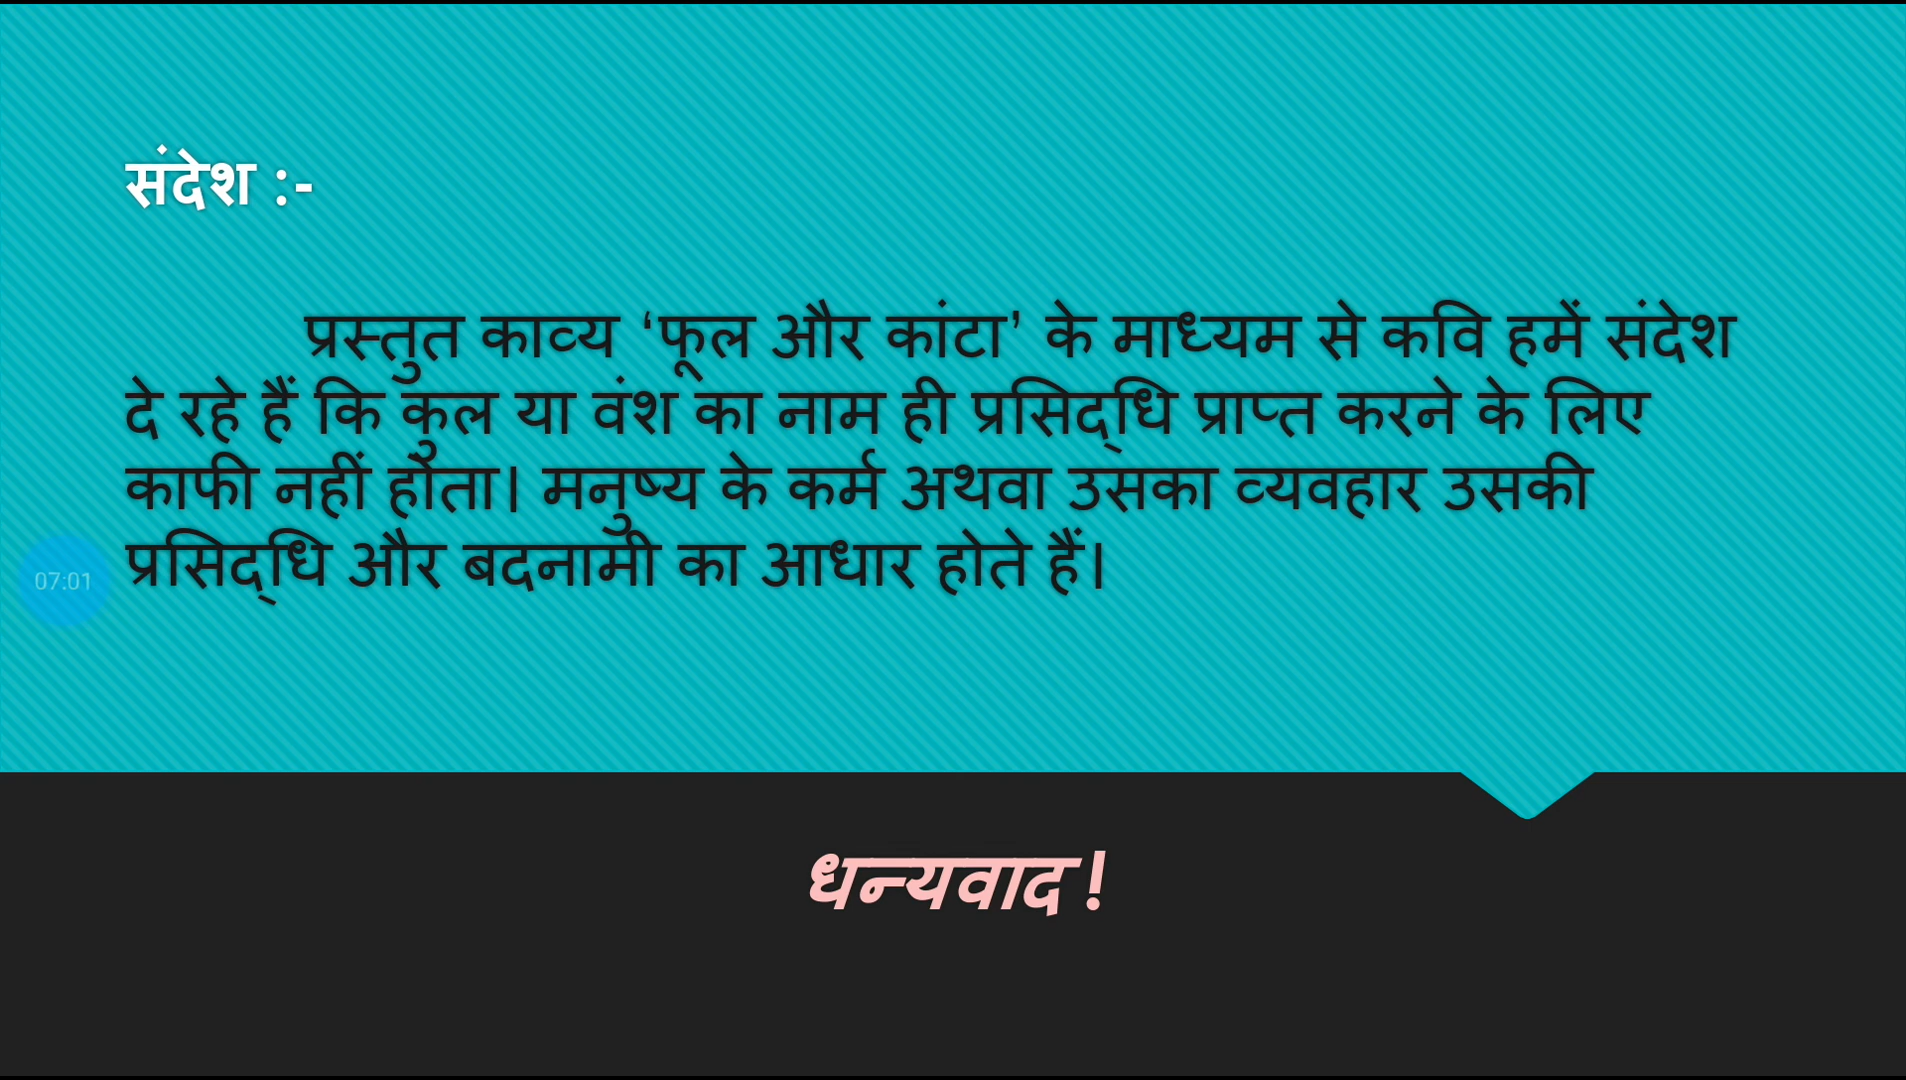 संदेश :-
प्रस्तुत काव्य ‘फूल और कांटा’ के माध्यम से कवि हमें संदेश
दे रहे हैं कि कुल या वंश का नाम ही प्रसिद्धि प्राप्त करने के लिए
काफी नहीं होता। मनुष्य के कर्म अथवा उसका व्यवहार उसकी
प्रसिद्धि और बदनामी का आधार होते हैं।
07:01
धन्यवाद !